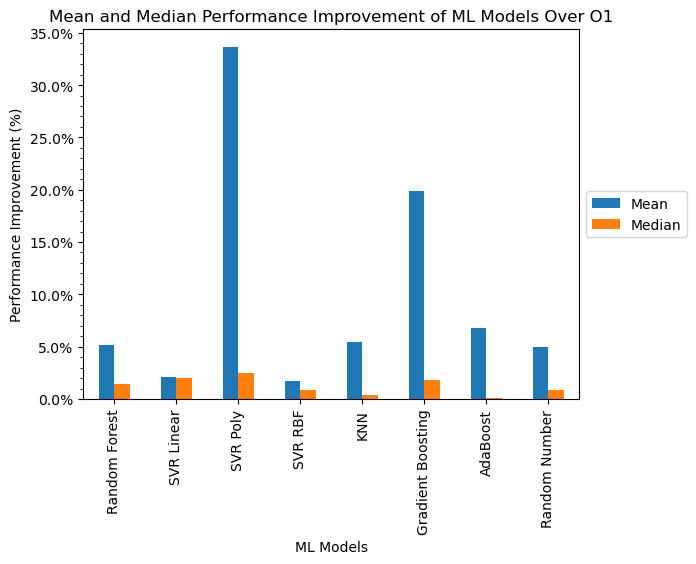 Mean and Median Performance Improvement of ML Models Over O1
35.0%
30.0%
25.0%
20.0%
15.0%
10.0%
5.0%
0.0%
Performance Improvement (%)
Mean
Median
Random Forest
SVR Linear
SVR Poly
SVR RBF
KNN
Gradient Boosting
AdaBoost
Random Number
ML Models